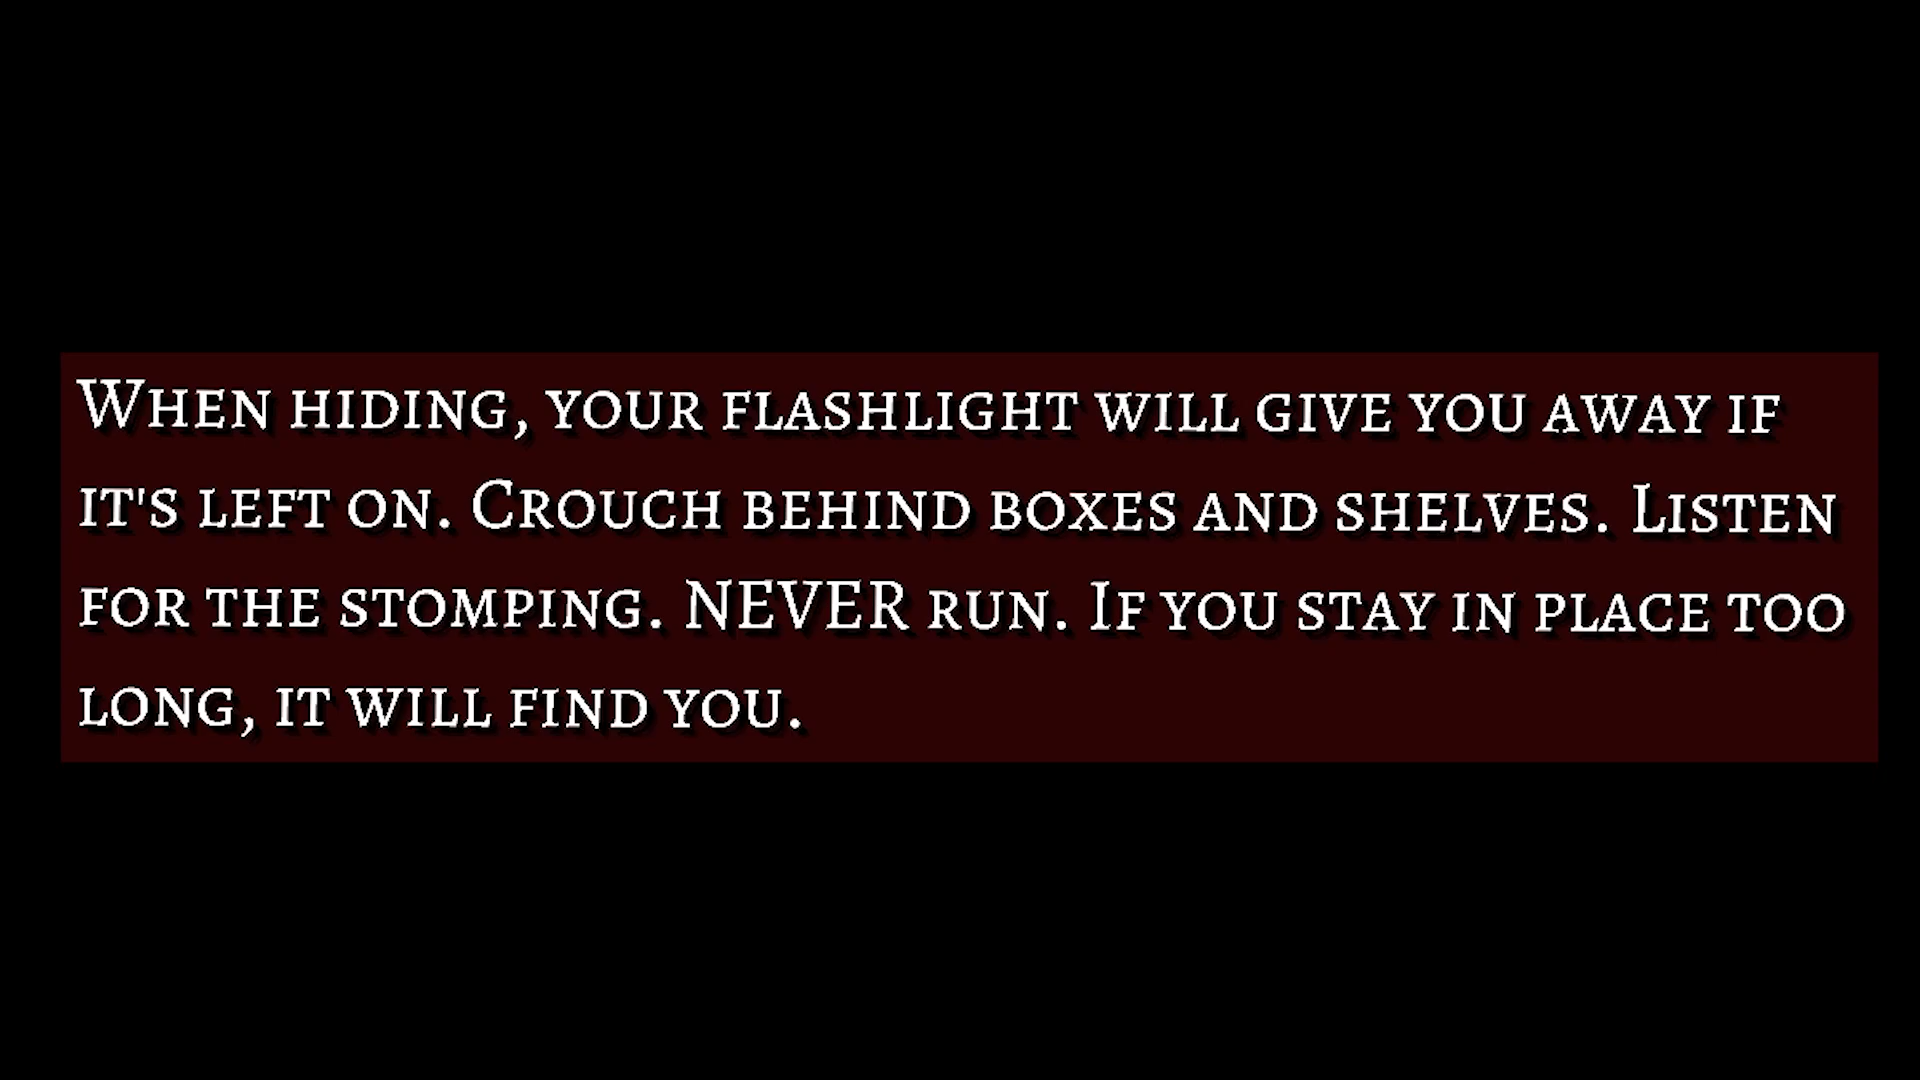 When hiding, your flashlight will give you away if
it's left on. Crouch behind boxes and shelves. Listen
for the stomping. NEVER run. If you stay in place too
long, it will find you.